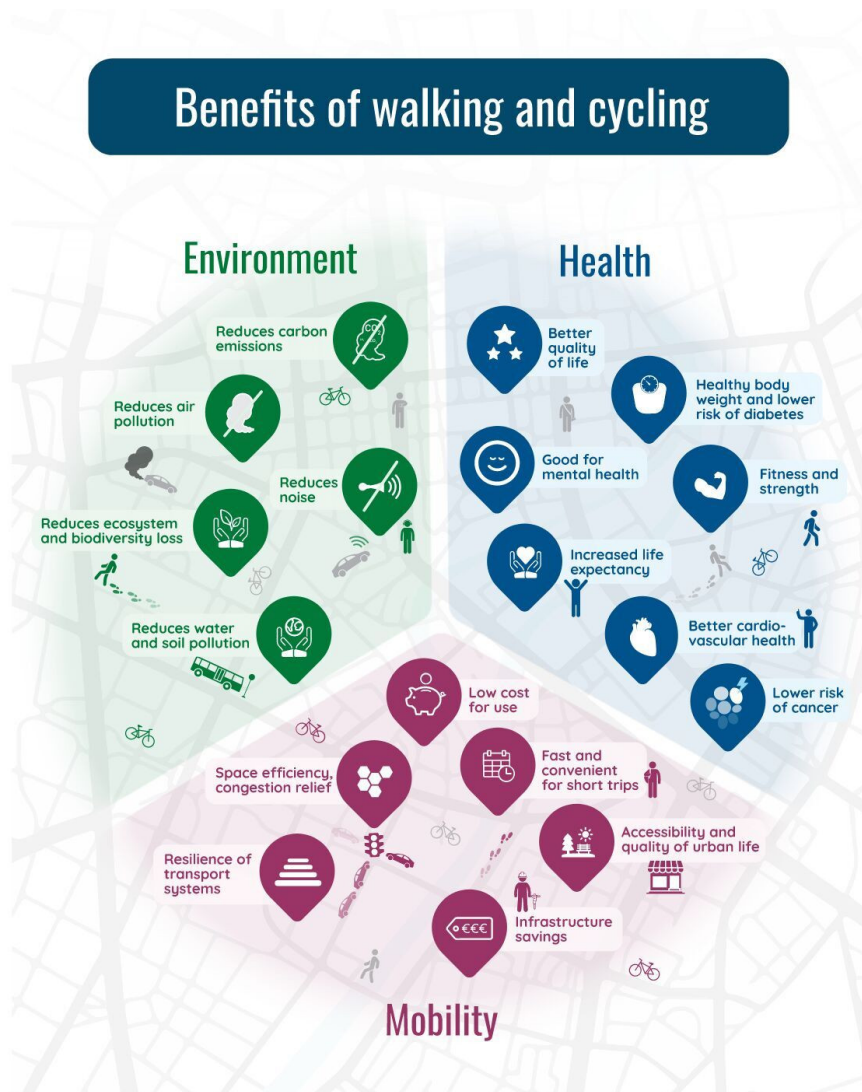 Benefits of walking and cycling
Environment
Reduces carbon
emissions
CO2
Reduces air
pollution
Reduces
noise
Reduces ecosystem
and biodiversity loss
Reduces water
and soil pollution
Health
Better
quality
of life
Healthy body
weight and lower
risk of diabetes
Good for
mental health
Fitness and
strength
Increased life
expectancy
Better cardio-
vascular health
Lower risk
of cancer
Low cost
for use
Space efficiency,
congestion relief
Fast and
convenient
for short trips
Accessibility and
quality of urban life
Resilience of
transport
systems
€€€
Infrastructure
savings
Mobility